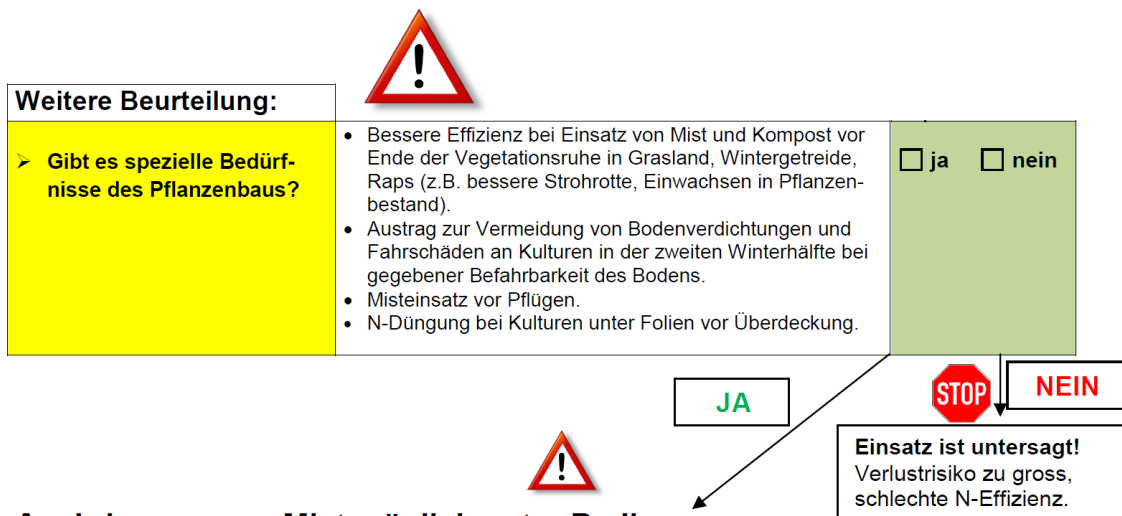 Weitere Beurteilung:
➢ Gibt es spezielle Bedürf-
nisse des Pflanzenbaus?
• Bessere Effizienz bei Einsatz von Mist und Kompost vor
Ende der Vegetationsruhe in Grasland, Wintergetreide,
Raps (z.B. bessere Strohrotte, Einwachsen in Pflanzen-
bestand).
• Austrag zur Vermeidung von Bodenverdichtungen und
Fahrschäden an Kulturen in der zweiten Winterhälfte bei
gegebener Befahrbarkeit des Bodens.
• Misteinsatz vor Pflügen.
• N-Düngung bei Kulturen unter Folien vor Überdeckung.
☐ ja ☐ nein
JA
STOP
NEIN
Einsatz ist untersagt!
Verlustrisiko zu gross,
schlechte N-Effizienz.